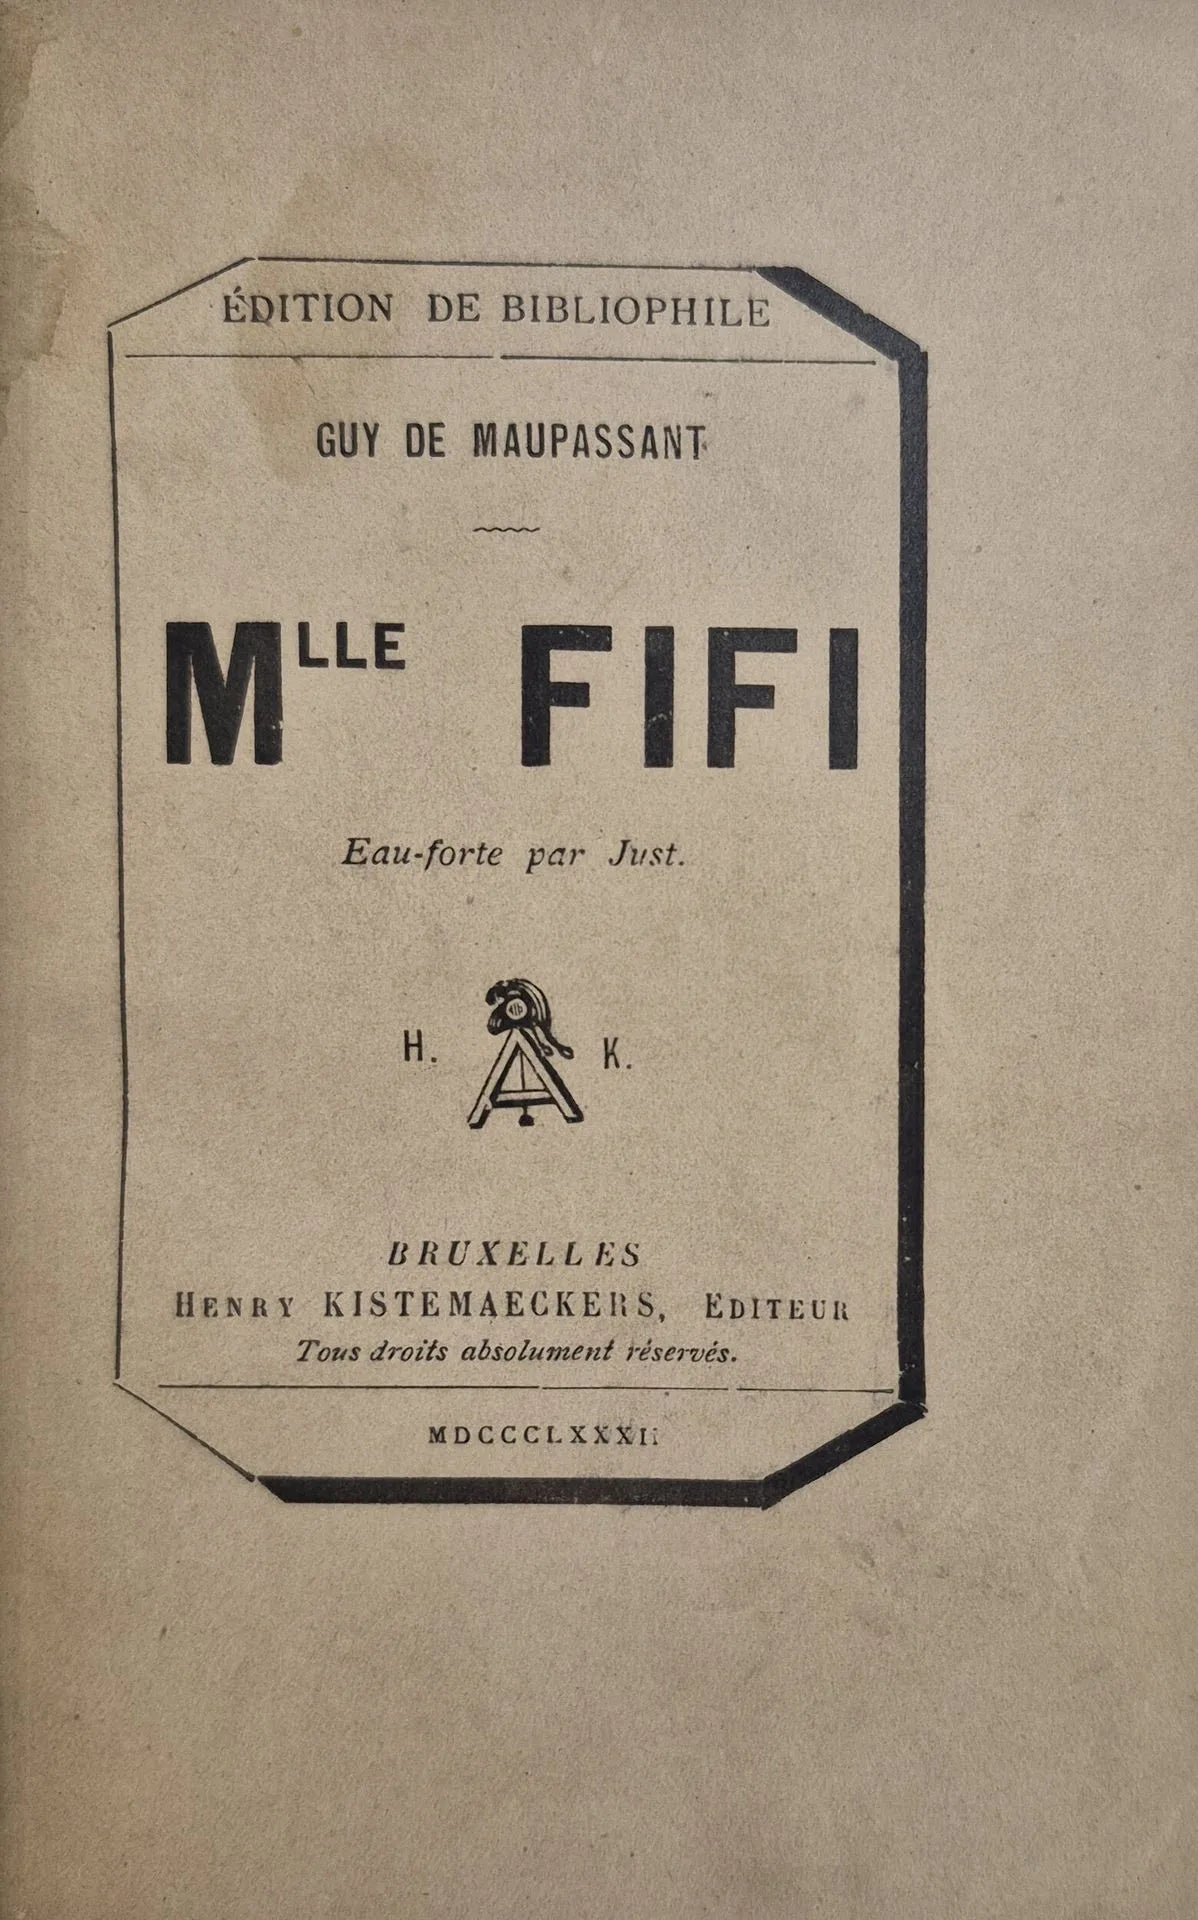 ÉDITION DE BIBLIOPHILE
GUY DE MAUPASSANT
MLLE FIFI
Eau-forte par Just.
H. K.
BRUXELLES
HENRY KISTEMAECKERS, EDITEUR
Tous droits absolument réservés.
MDCCCLXXXII